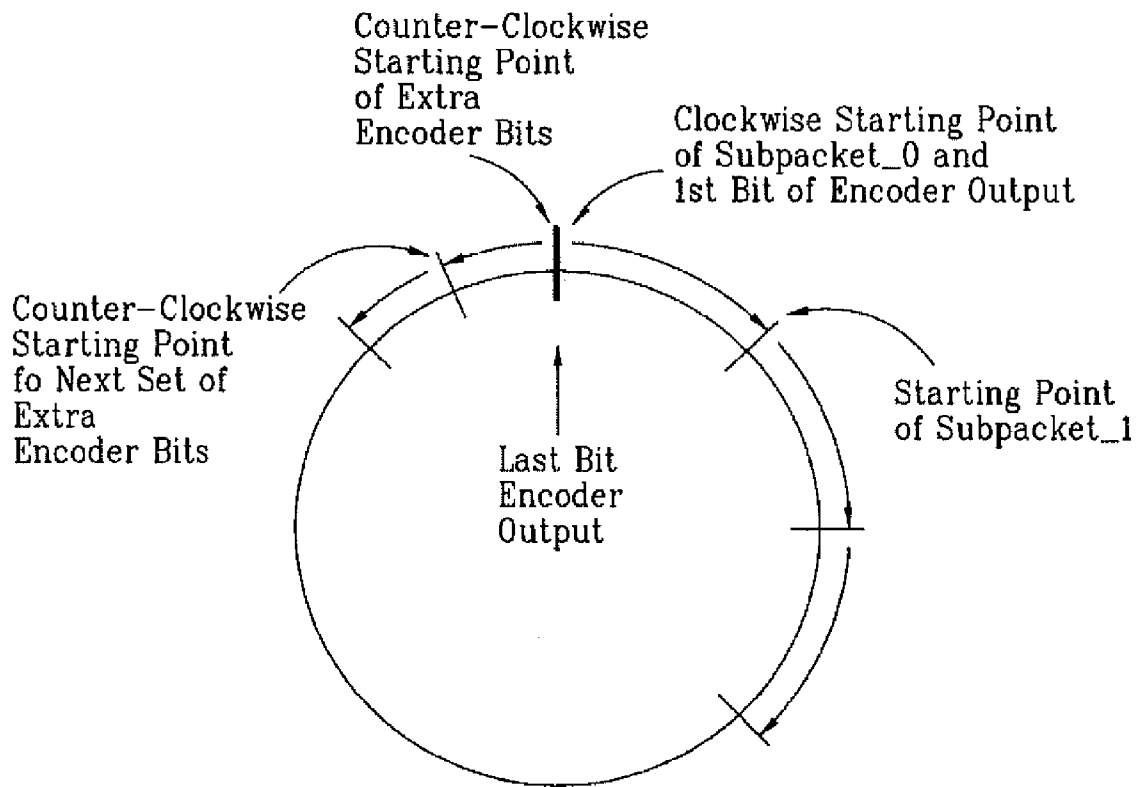 Counter-Clockwise
Starting Point
of Extra
Encoder Bits
Clockwise Starting Point
of Subpacket_0 and
1st Bit of Encoder Output
Counter-Clockwise
Starting Point
fo Next Set of
Extra
Encoder Bits
Starting Point
of Subpacket_1
Last Bit
Encoder
Output